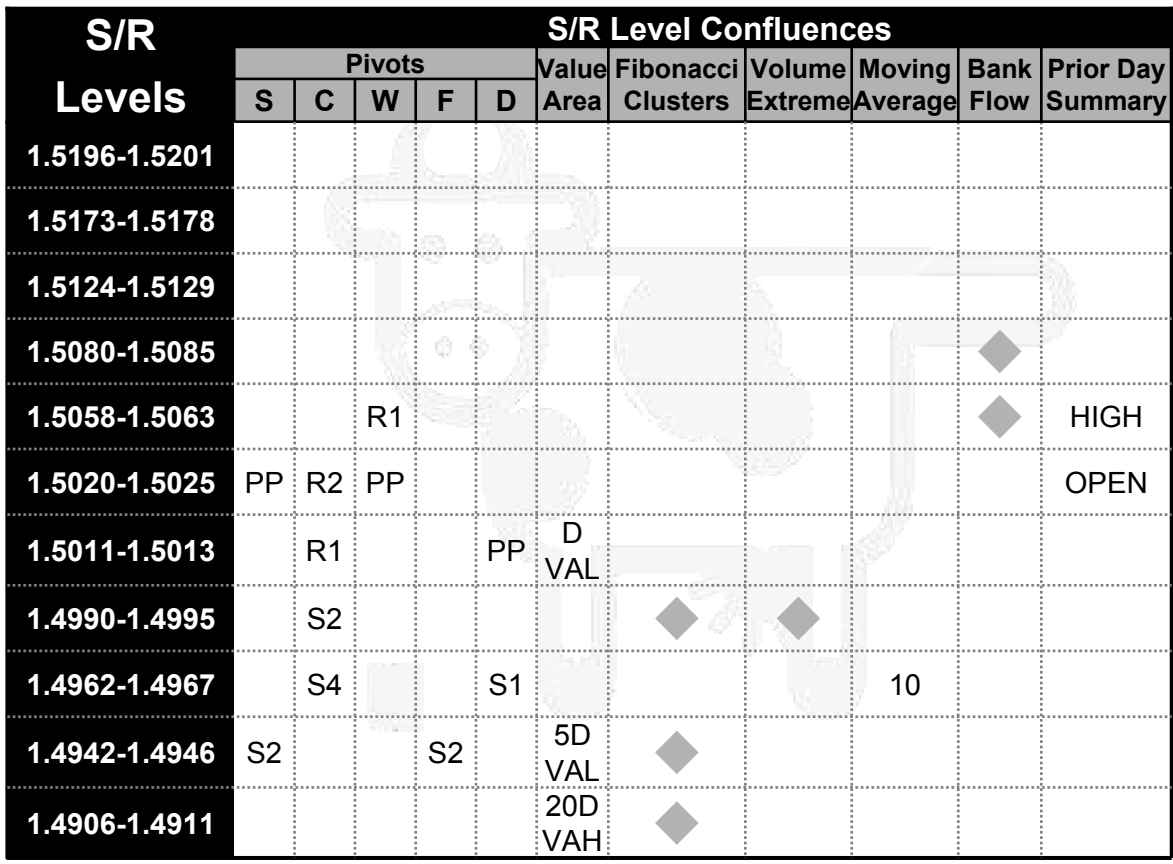 S/R Levels
S/R Level Confluences
Pivots
Value Area
Fibonacci Clusters
Volume Extreme
Moving Average
Bank Flow
Prior Day Summary
S C W F D
1.5196-1.5201
1.5173-1.5178
1.5124-1.5129
1.5080-1.5085
1.5058-1.5063 R1 HIGH
1.5020-1.5025 PP R2 PP OPEN
1.5011-1.5013 R1 PP D VAL
1.4990-1.4995 S2
1.4962-1.4967 S4 S1 10
1.4942-1.4946 S2 S2 5D VAL
1.4906-1.4911 20D VAH